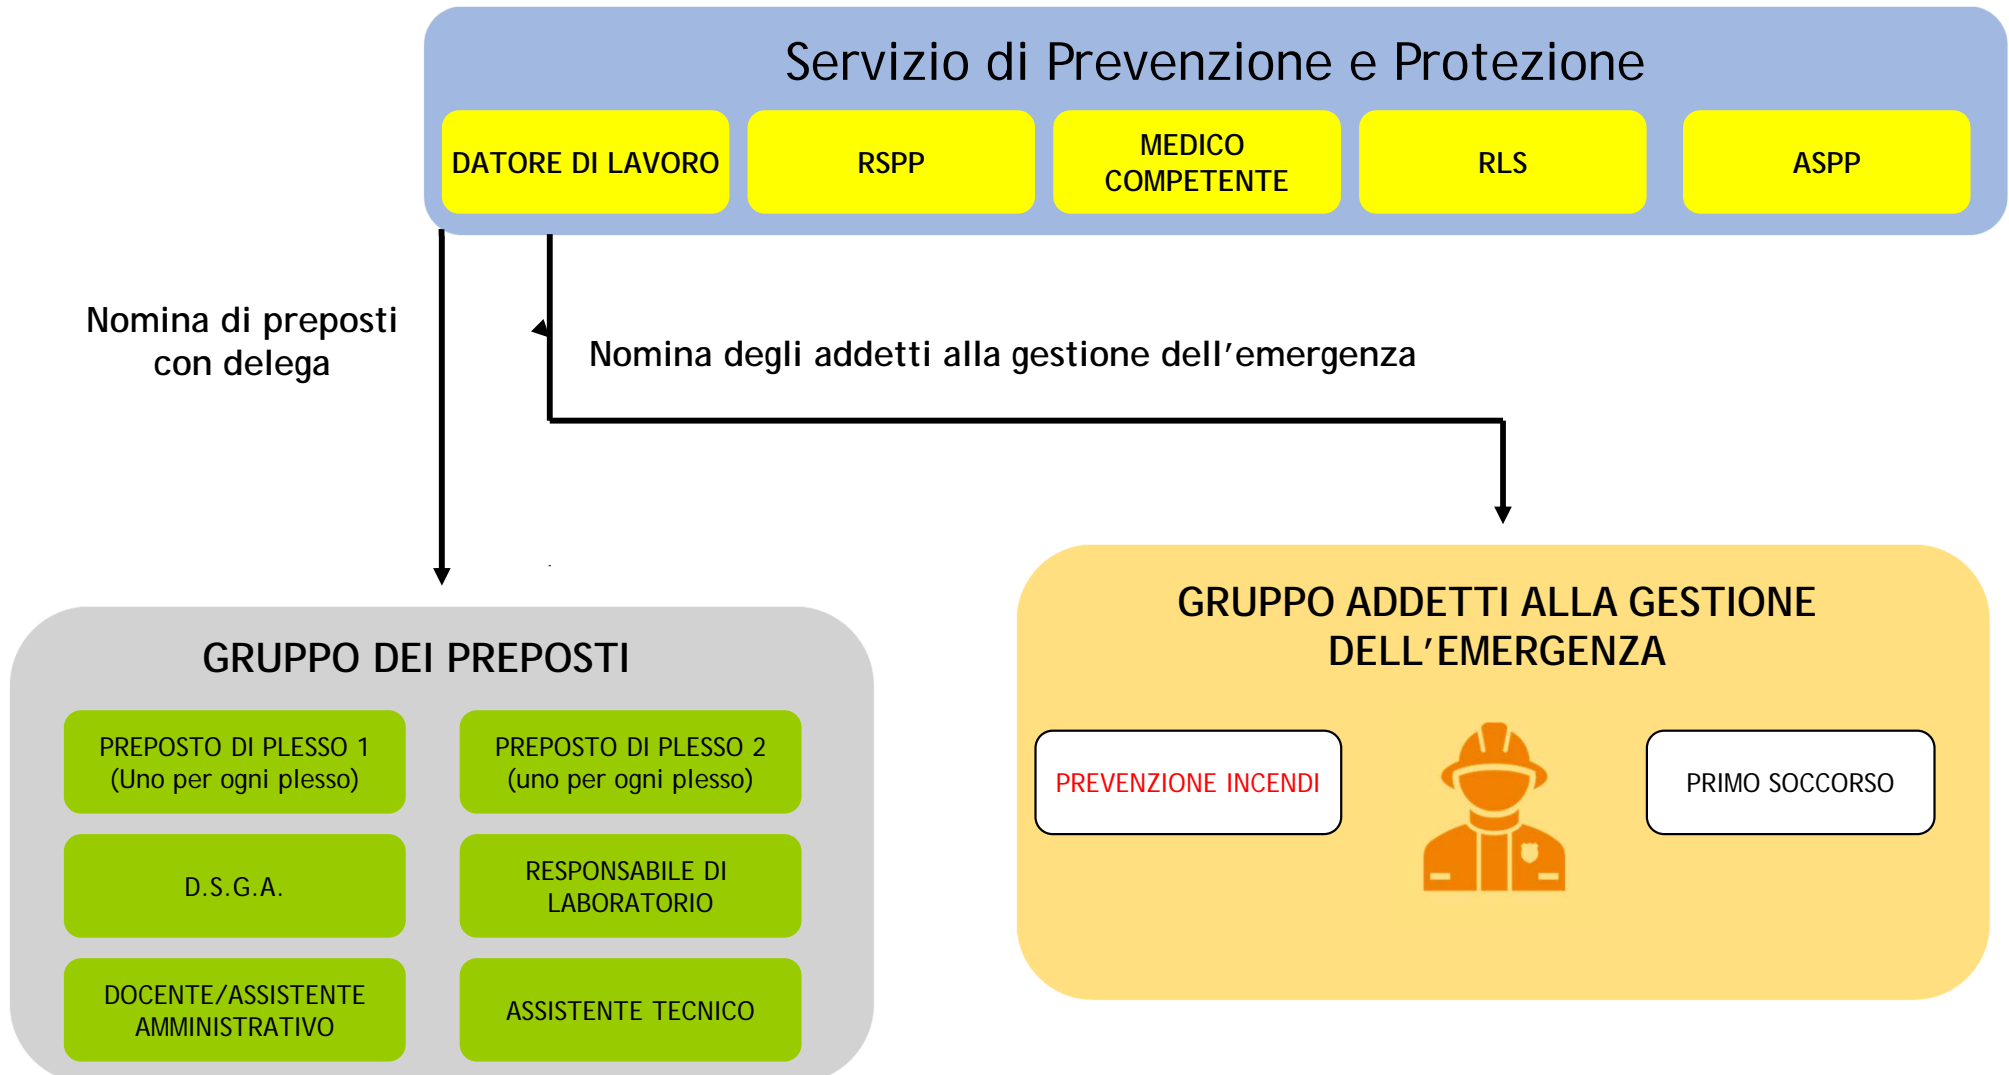 Servizio di Prevenzione e Protezione
DATORE DI LAVORO
RSPP
MEDICO
COMPETENTE
RLS
ASPP
Nomina di preposti
con delega
Nomina degli addetti alla gestione dell’emergenza
GRUPPO DEI PREPOSTI
PREPOSTO DI PLESSO 1
(Uno per ogni plesso)
PREPOSTO DI PLESSO 2
(uno per ogni plesso)
D.S.G.A.
RESPONSABILE DI
LABORATORIO
DOCENTE/ASSISTENTE
AMMINISTRATIVO
ASSISTENTE TECNICO
GRUPPO ADDETTI ALLA GESTIONE
DELL’EMERGENZA
PREVENZIONE INCENDI
PRIMO SOCCORSO